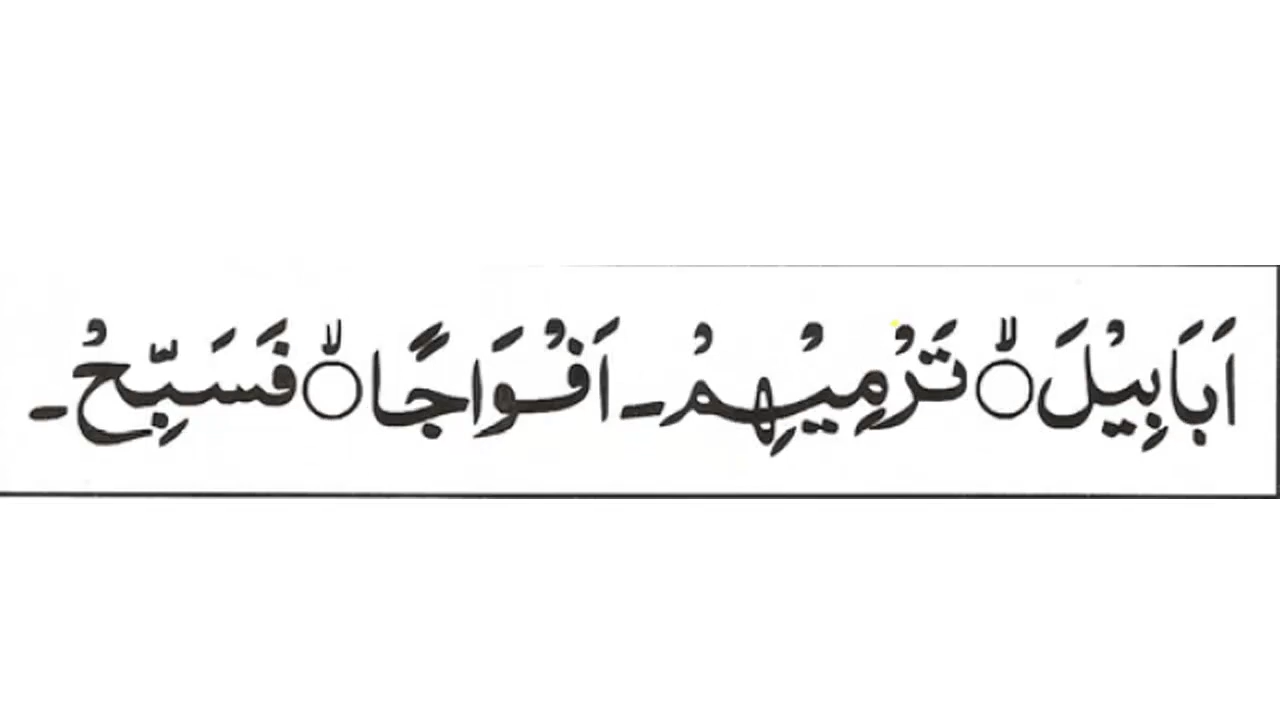 اَبَابِيْلَ ۙ تَرْمِيْهِمْ۔ اَفْوَاجًا ۙ فَسَبِّحْ۔